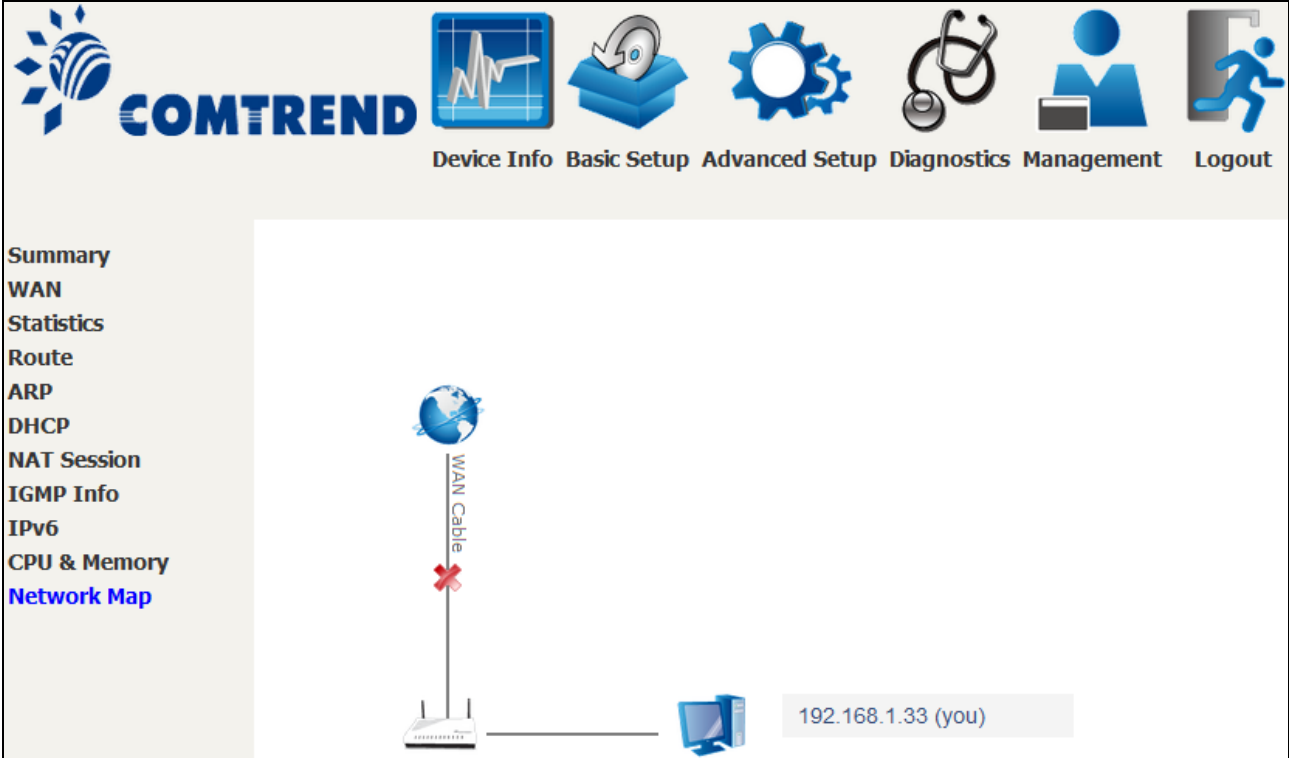 COMTREND
Device Info Basic Setup Advanced Setup Diagnostics Management Logout
Summary
WAN
Statistics
Route
ARP
DHCP
NAT Session
IGMP Info
IPv6
CPU & Memory
Network Map
WAN Cable
192.168.1.33 (you)